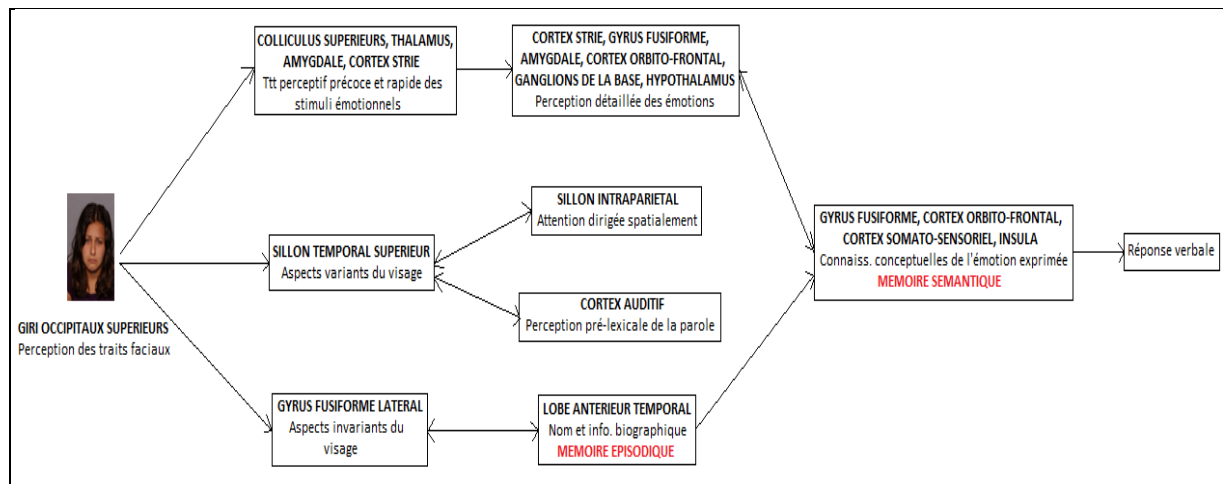 COLLICULUS SUPERIEURS, THALAMUS,
AMYGDALE, CORTEX STRIE
Ttt perceptif précoce et rapide des
stimuli émotionnels
CORTEX STRIE, GYRUS FUSIFORME,
AMYGDALE, CORTEX ORBITO-FRONTAL,
GANGLIONS DE LA BASE, HYPOTHALAMUS
Perception détaillée des émotions
SILLON INTRAPARIETAL
Attention dirigée spatialement
SILLON TEMPORAL SUPERIEUR
Aspects variants du visage
CORTEX AUDITIF
Perception pré-lexicale de la parole
GYRUS FUSIFORME, CORTEX ORBITO-FRONTAL,
CORTEX SOMATO-SENSORIEL, INSULA
Connaiss. conceptuelles de l'émotion exprimée
MEMOIRE SEMANTIQUE
Réponse verbale
GIRI OCCIPITAUX SUPERIEURS
Perception des traits faciaux
GYRUS FUSIFORME LATERAL
Aspects invariants du
visage
LOBE ANTERIEUR TEMPORAL
Nom et info. biographique
MEMOIRE EPISODIQUE